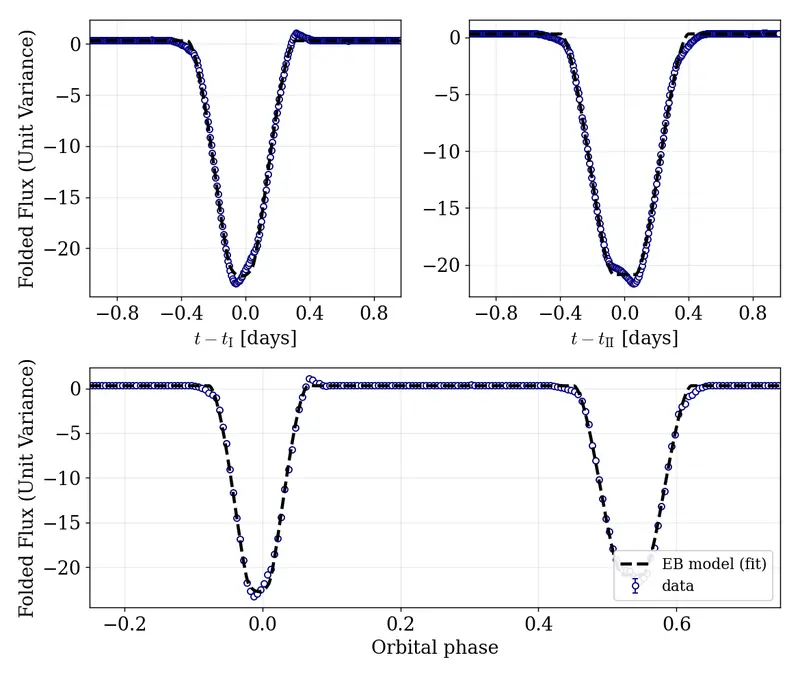 Folded Flux (Unit Variance)
0
−5
−10
−15
−20
−0.8 −0.4 0.0 0.4 0.8
t − tI [days]
0
−5
−10
−15
−20
−0.8 −0.4 0.0 0.4 0.8
t − tII [days]
Folded Flux (Unit Variance)
0
−5
−10
−15
−20
EB model (fit)
data
−0.2 0.0 0.2 0.4 0.6
Orbital phase